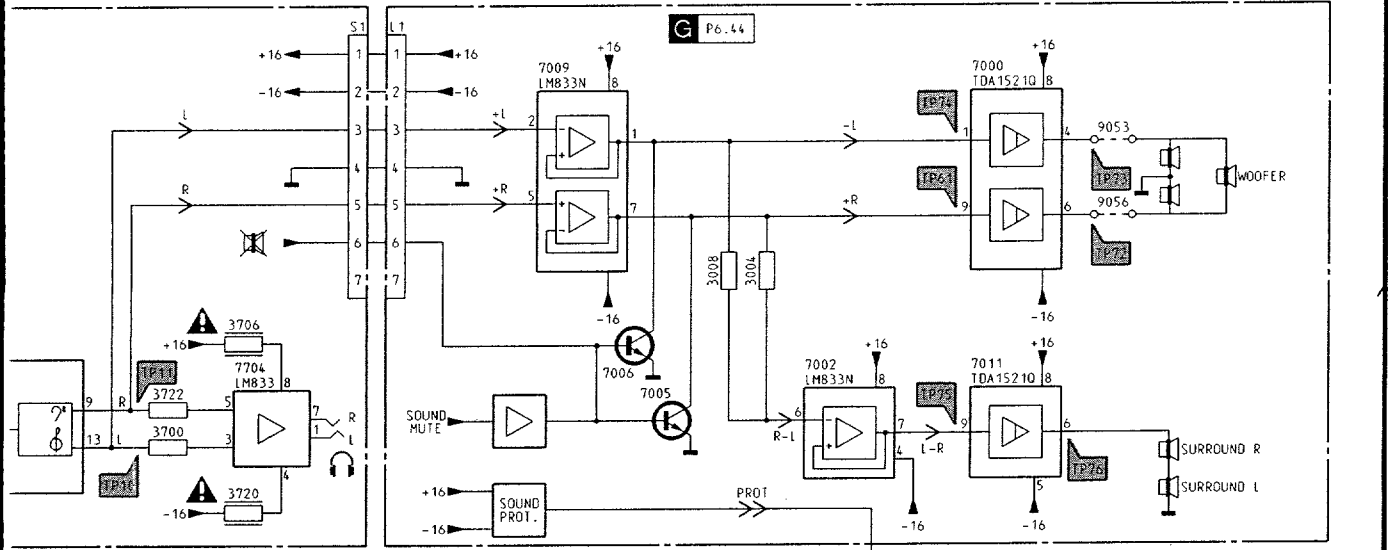 G P6.44
S1 L1
+16 1 1 +16
-16 2 2 -16
L 3 3 +L
4 4
R 5 5 +R
6 6
7 7
7009
LM833N
+16
8
2 - + 1
5 + - 7
-16
-L
+R
TP74
TP61
7000
TDA1521Q
+16
8
1 4
9 6
-16
9053
TP73
9056
TP72
WOOFER
3008
3004
7006
7005
SOUND
MUTE
+16
-16
SOUND
PROT.
PROT
3706
+16
7704
LM833
8
TP11
9 R 3722 5
13 L 3700 3
7 R
1 L
4
TP10
3720
-16
7002
LM833N
+16
8
6
R-L
+ -
7
4
-16
L-R
TP75
7011
TDA1521Q
+16
8
9 6
5
-16
TP76
SURROUND R
SURROUND L